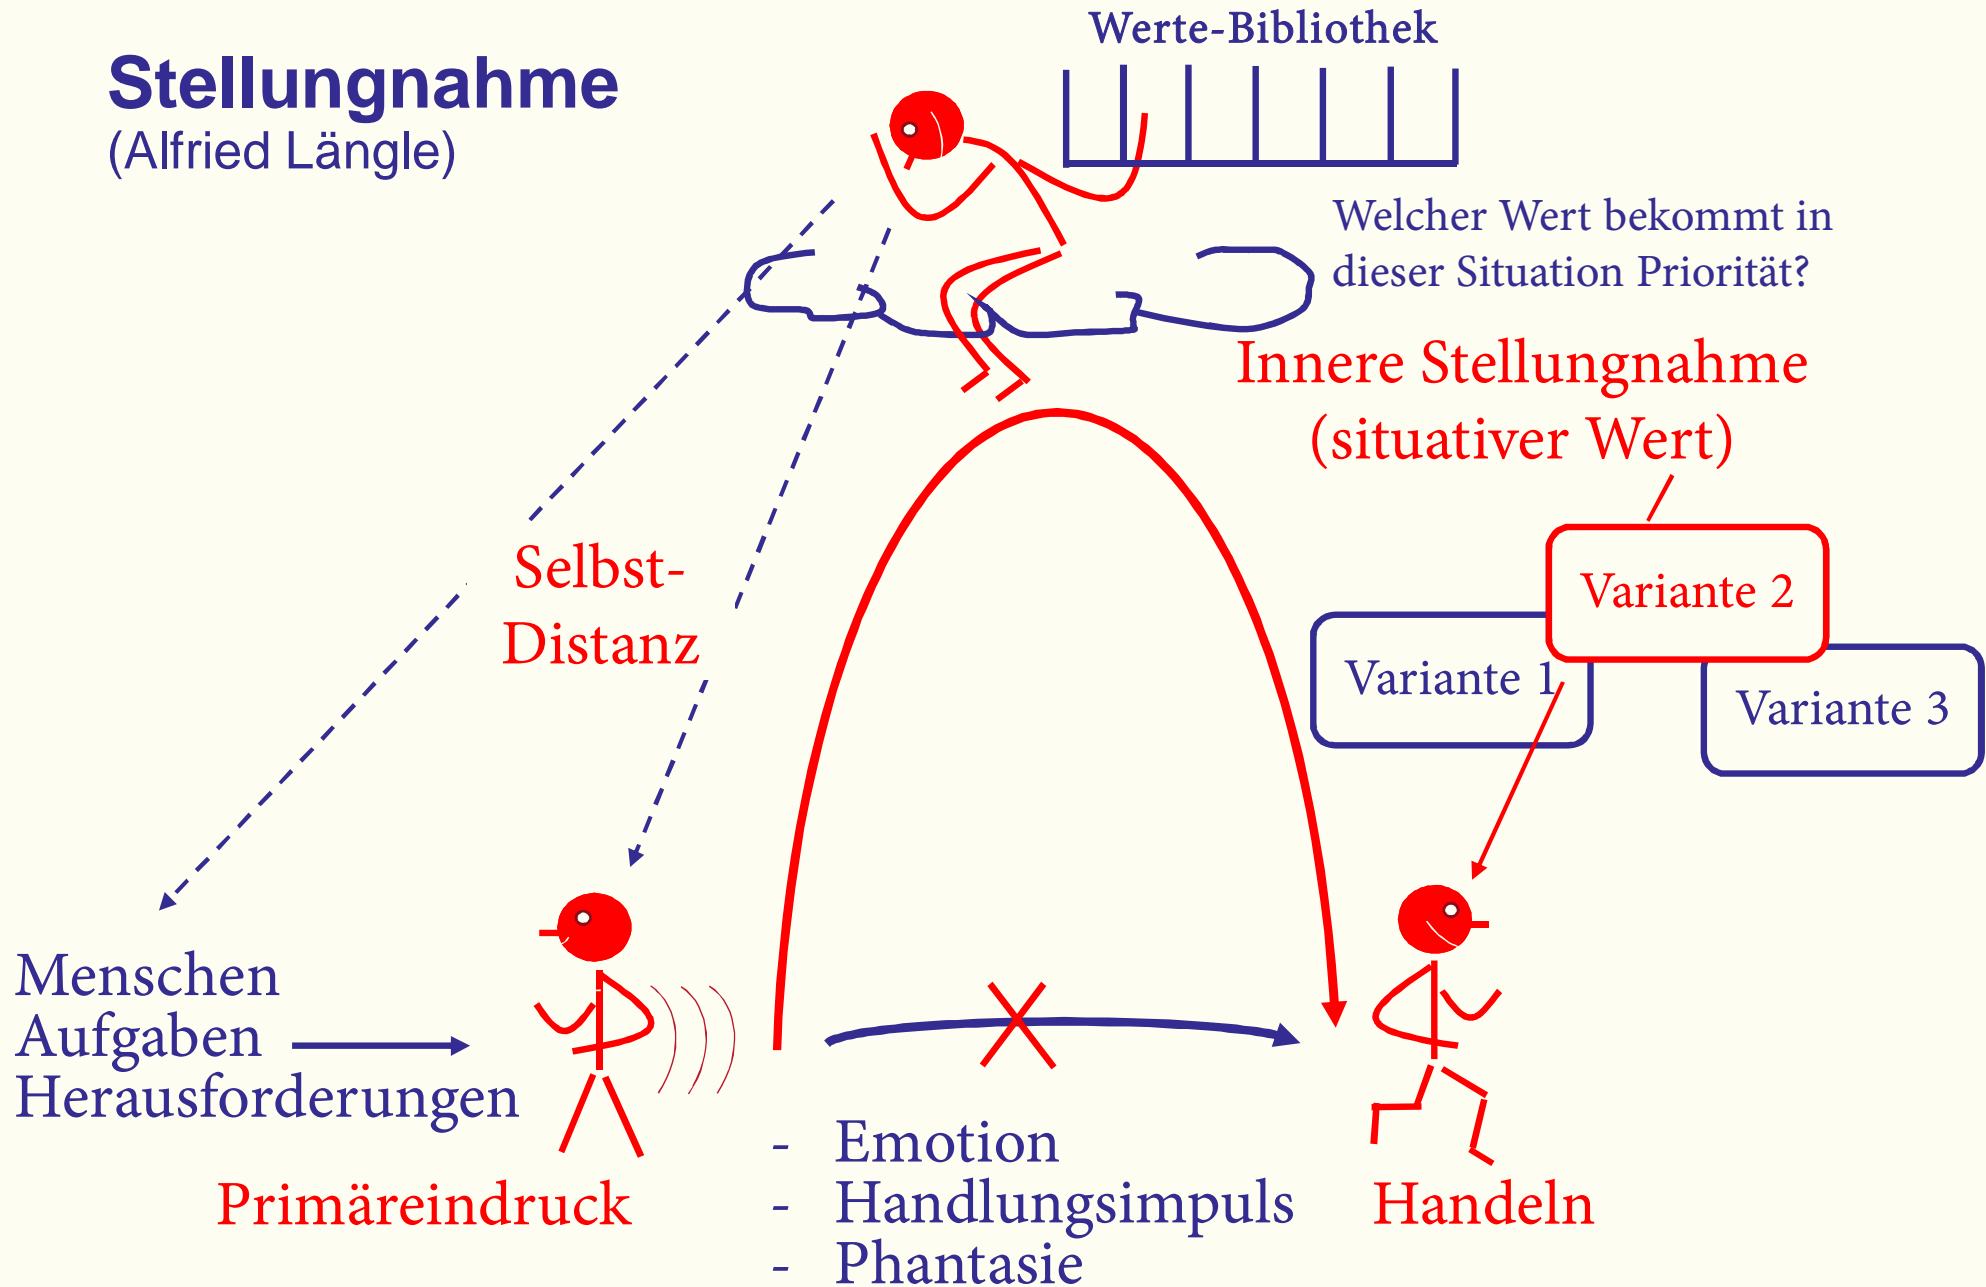 Stellungnahme
(Alfried Längle)
Werte-Bibliothek
Welcher Wert bekommt in
dieser Situation Priorität?
Innere Stellungnahme
(situativer Wert)
Selbst-
Distanz
Variante 2
Variante 1
Variante 3
Menschen
Aufgaben
Herausforderungen
Primäreindruck
- Emotion
- Handlungsimpuls
- Phantasie
Handeln